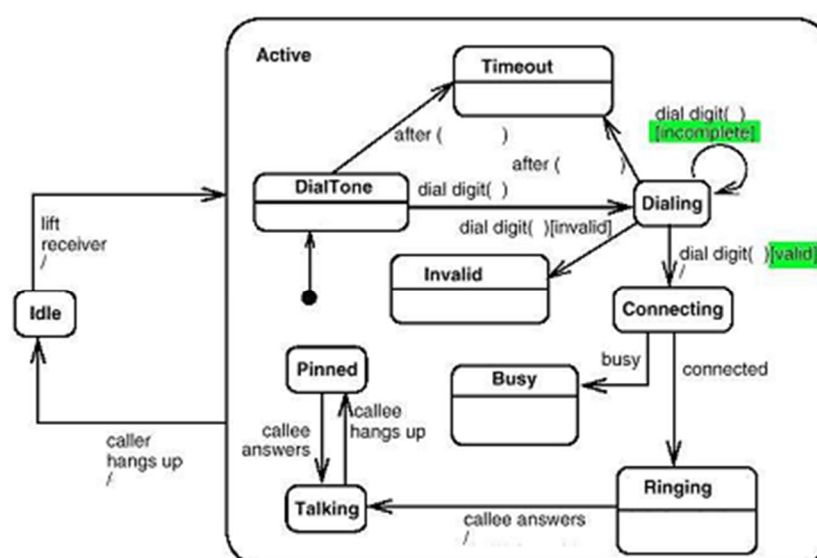 Active
Timeout
dial digit( )
[incomplete]
after ( )
after ( )
DialTone
dial digit( )
Dialing
dial digit( )[invalid]
lift
receiver
/
Invalid
dial digit( )[valid]
/
Idle
Connecting
busy
connected
Pinned
Busy
callee
answers
callee
hangs up
caller
hangs up
/
Talking
callee answers
/
Ringing